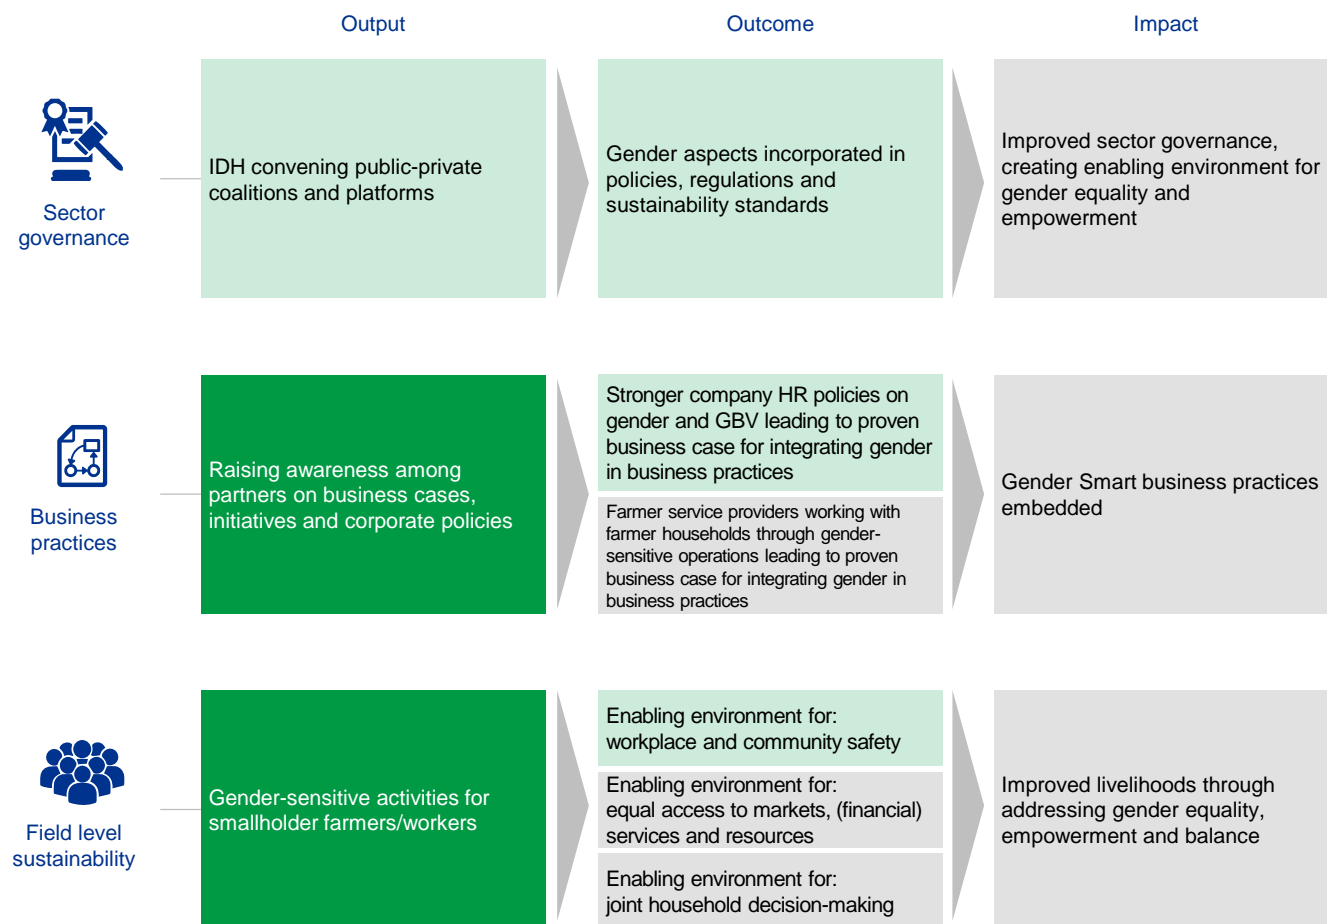 Output
Outcome
Impact
Sector
governance
IDH convening public-private
coalitions and platforms
Gender aspects incorporated in
policies, regulations and
sustainability standards
Improved sector governance,
creating enabling environment for
gender equality and
empowerment
Business
practices
Raising awareness among
partners on business cases,
initiatives and corporate policies
Stronger company HR policies on
gender and GBV leading to proven
business case for integrating gender
in business practices
Farmer service providers working with
farmer households through gender-
sensitive operations leading to proven
business case for integrating gender in
business practices
Gender Smart business practices
embedded
Field level
sustainability
Gender-sensitive activities for
smallholder farmers/workers
Enabling environment for:
workplace and community safety
Enabling environment for:
equal access to markets, (financial)
services and resources
Enabling environment for:
joint household decision-making
Improved livelihoods through
addressing gender equality,
empowerment and balance